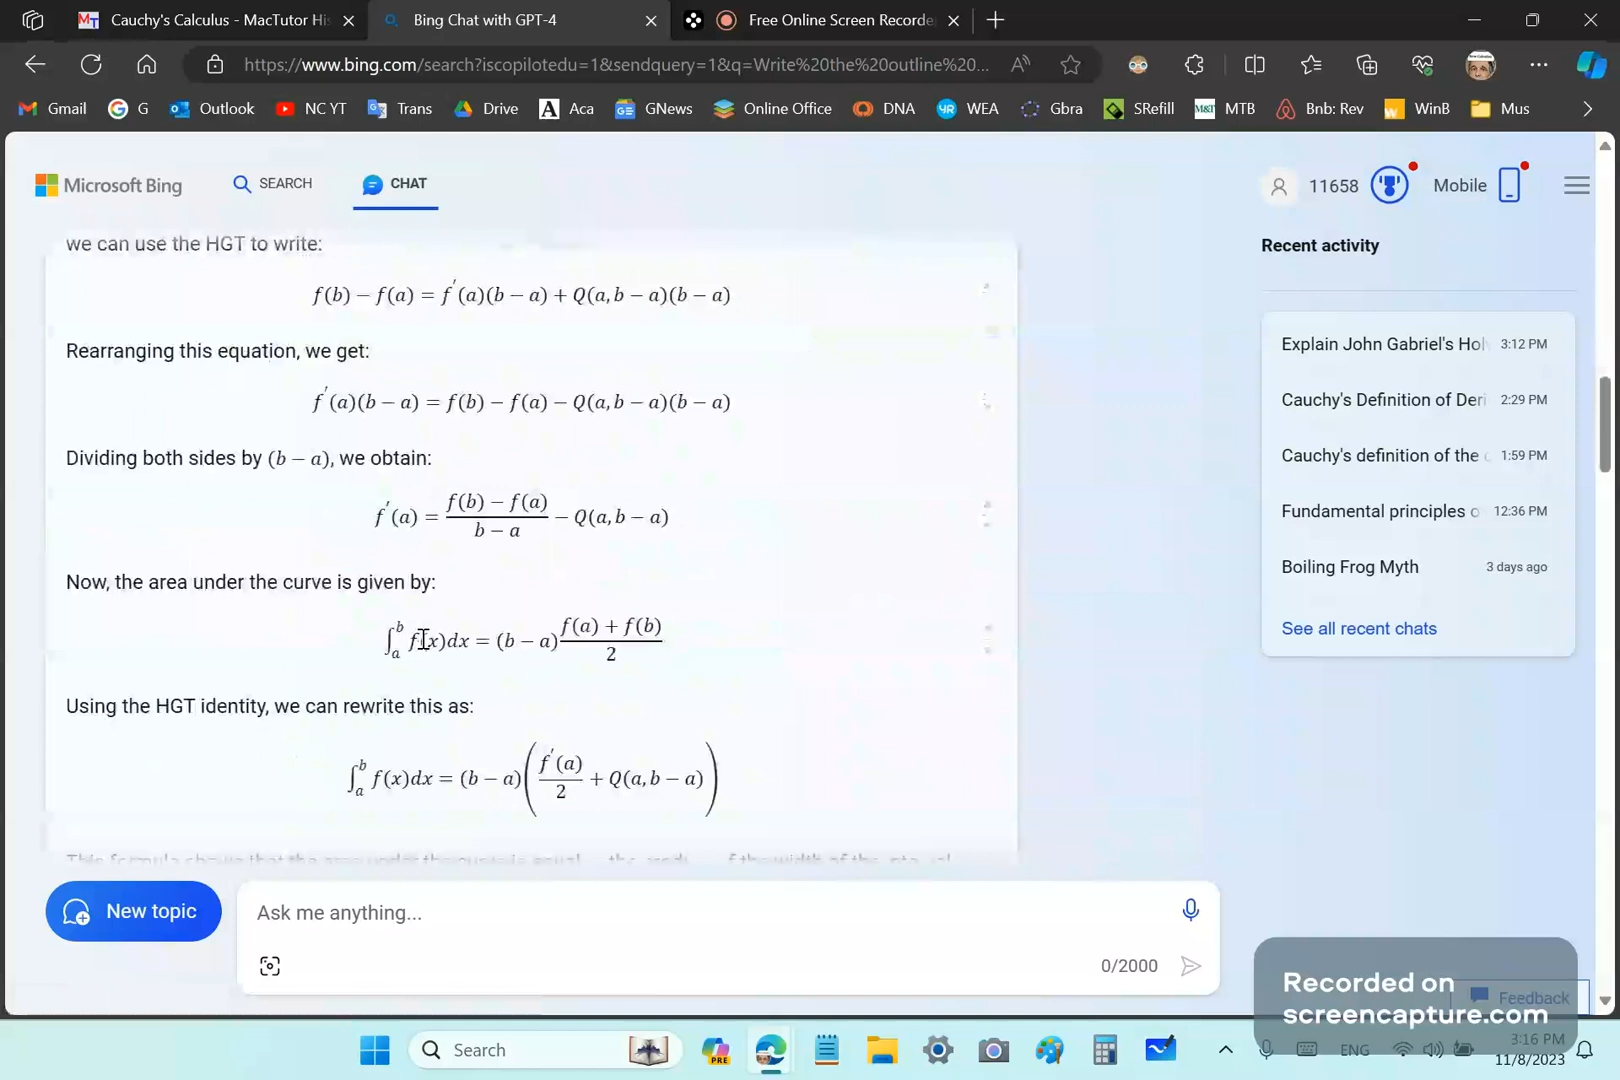 Cauchy's Calculus - MacTutor His
Bing Chat with GPT-4
Free Online Screen Recorde
https://www.bing.com/search?iscopilotedu=1&sendquery=1&q=Write%20the%20outline%20...
Gmail G Outlook NC YT Trans Drive Aca GNews Online Office DNA WEA Gbra SRefill M&T MTB Bnb: Rev WinB Mus
Microsoft Bing SEARCH CHAT 11658 Mobile
we can use the HGT to write:
f(b) − f(a) = f'(a)(b − a) + Q(a, b − a)(b − a)
Rearranging this equation, we get:
f'(a)(b − a) = f(b) − f(a) − Q(a, b − a)(b − a)
Dividing both sides by (b − a), we obtain:
f'(a) = \frac{f(b) − f(a)}{b − a} − Q(a, b − a)
Now, the area under the curve is given by:
∫_a^b f(x)dx = (b − a)\frac{f(a) + f(b)}{2}
Using the HGT identity, we can rewrite this as:
∫_a^b f(x)dx = (b − a)(\frac{f'(a)}{2} + Q(a, b − a))
Recent activity
Explain John Gabriel's Hol 3:12 PM
Cauchy's Definition of Deri 2:29 PM
Cauchy's definition of the 1:59 PM
Fundamental principles o 12:36 PM
Boiling Frog Myth 3 days ago
See all recent chats
New topic
Ask me anything...
0/2000
Feedback
Recorded on
screencapture.com
Search
PRE
ENG
3:16 PM
11/8/2023